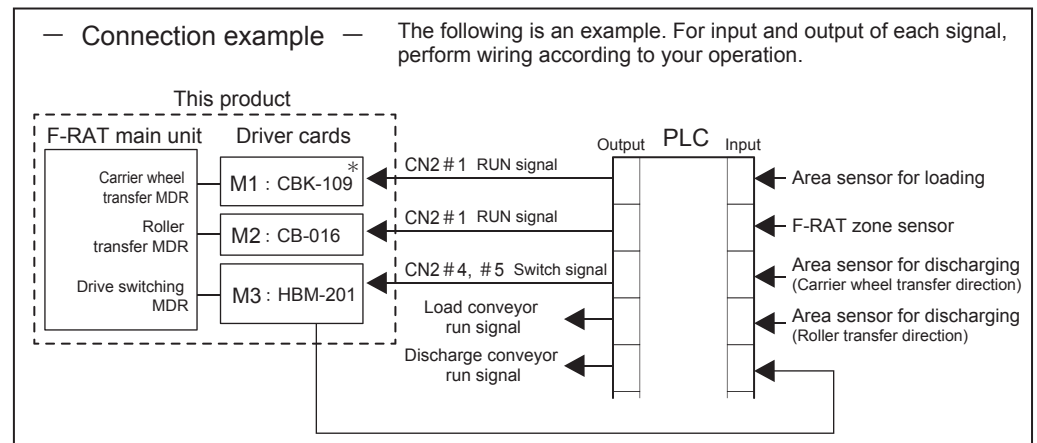 — Connection example —
The following is an example. For input and output of each signal,
perform wiring according to your operation.
This product
F-RAT main unit
Driver cards
Carrier wheel
transfer MDR
Roller
transfer MDR
Drive switching
MDR
M1 : CBK-109*
M2 : CB-016
M3 : HBM-201
CN2#1 RUN signal
CN2#1 RUN signal
CN2#4, #5 Switch signal
Load conveyor
run signal
Discharge conveyor
run signal
Output
PLC
Input
Area sensor for loading
F-RAT zone sensor
Area sensor for discharging
(Carrier wheel transfer direction)
Area sensor for discharging
(Roller transfer direction)